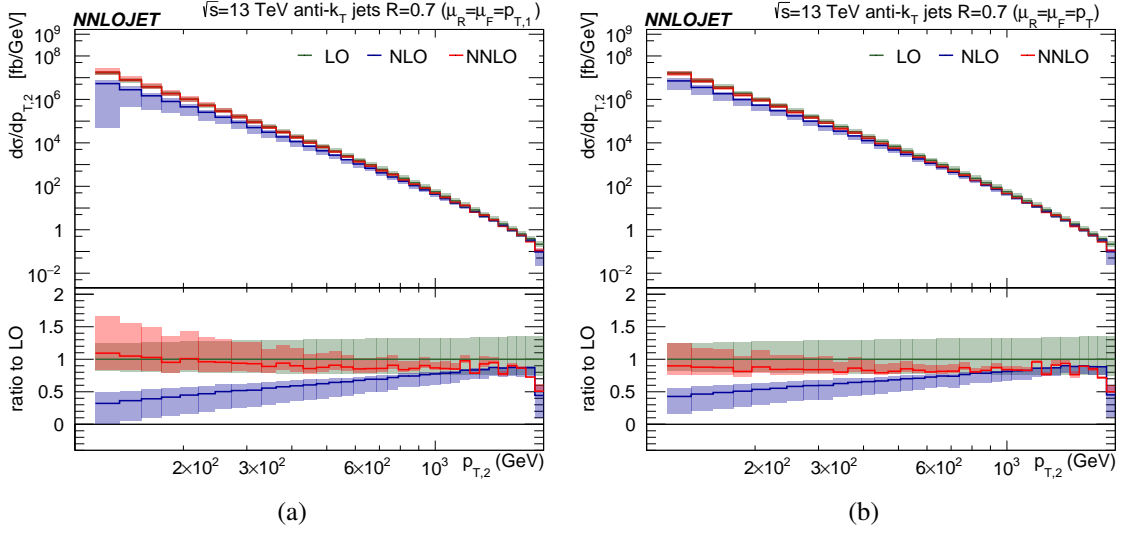 NNLOJET √s=13 TeV anti-k_T jets R=0.7 (μ_R=μ_F=p_T,1)
dσ/dp_T,2 [fb/GeV]
LO NLO NNLO
10^9
10^8
10^6
10^4
10^2
1
10^−2
ratio to LO
2
1.5
1
0.5
0
2×10^2 3×10^2 6×10^2 10^3 p_T,2 (GeV)
(a)
NNLOJET √s=13 TeV anti-k_T jets R=0.7 (μ_R=μ_F=p_T)
dσ/dp_T,2 [fb/GeV]
LO NLO NNLO
10^9
10^8
10^6
10^4
10^2
1
10^−2
ratio to LO
2
1.5
1
0.5
0
2×10^2 3×10^2 6×10^2 10^3 p_T,2 (GeV)
(b)